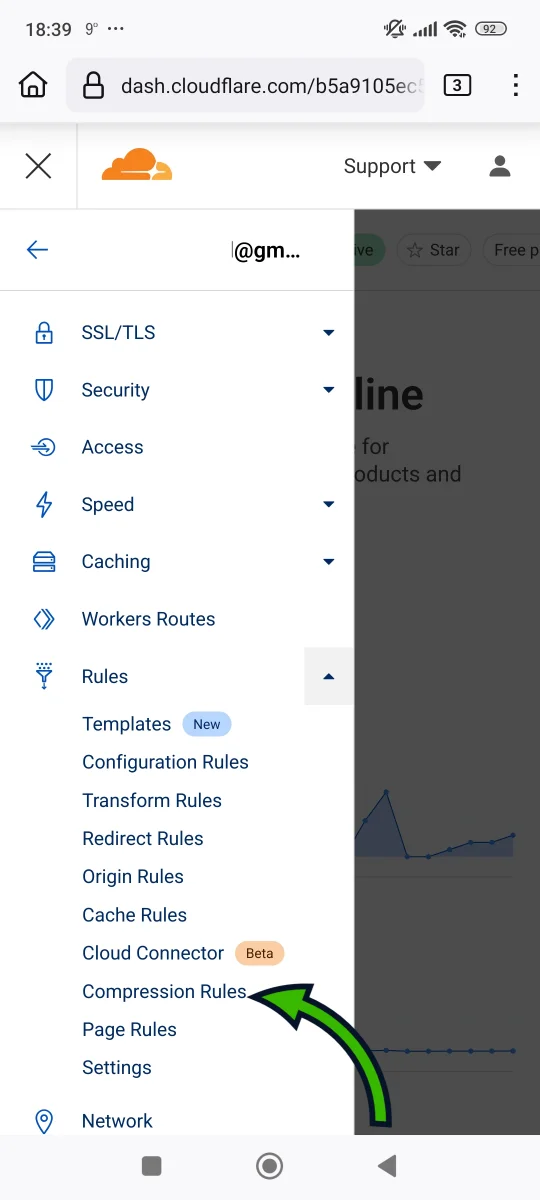 18:39 9° ...
92
dash.cloudflare.com/b5a9105ec
3
Support
@gm...
ive
Star
Free p
SSL/TLS
line
Security
for
Access
oducts and
Speed
Caching
Workers Routes
Rules
Templates New
Configuration Rules
Transform Rules
Redirect Rules
Origin Rules
Cache Rules
Cloud Connector Beta
Compression Rules
Page Rules
Settings
Network